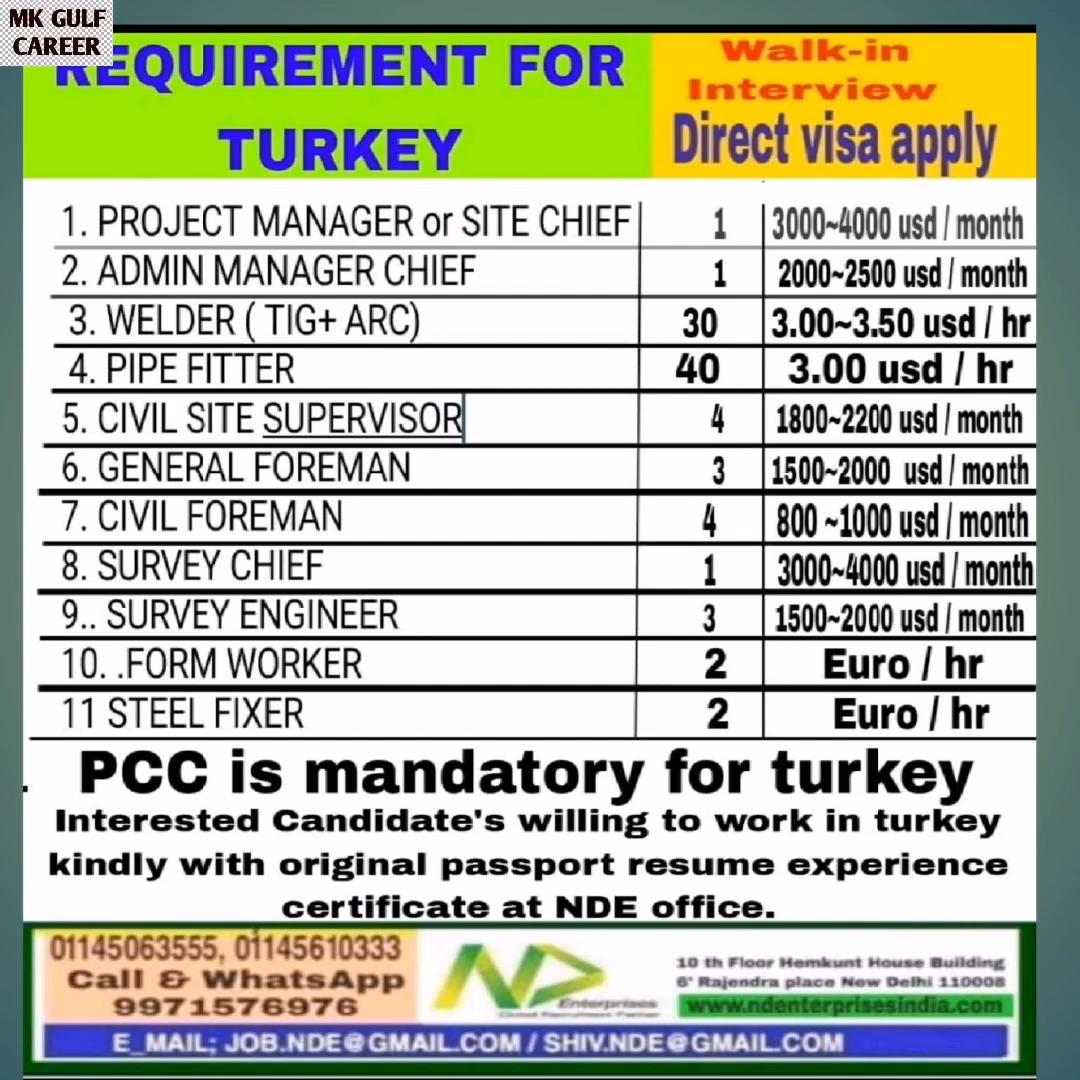 MK GULF
CAREER
REQUIREMENT FOR
TURKEY
Walk-in
Interview
Direct visa apply
1. PROJECT MANAGER or SITE CHIEF 1 3000~4000 usd / month
2. ADMIN MANAGER CHIEF 1 2000~2500 usd / month
3. WELDER ( TIG+ ARC) 30 3.00~3.50 usd / hr
4. PIPE FITTER 40 3.00 usd / hr
5. CIVIL SITE SUPERVISOR 4 1800~2200 usd / month
6. GENERAL FOREMAN 3 1500~2000 usd / month
7. CIVIL FOREMAN 4 800 ~1000 usd / month
8. SURVEY CHIEF 1 3000~4000 usd / month
9.. SURVEY ENGINEER 3 1500~2000 usd / month
10. .FORM WORKER 2 Euro / hr
11 STEEL FIXER 2 Euro / hr
. PCC is mandatory for turkey
Interested Candidate's willing to work in turkey
kindly with original passport resume experience
certificate at NDE office.
01145063555, 01145610333
Call & WhatsApp
9971576976
ND
Enterprises
Global Recruitment Partner
10 th Floor Hemkunt House Building
6' Rajendra place New Delhi 110008
www.ndenterprisesindia.com
E_MAIL; JOB.NDE@GMAIL.COM / SHIV.NDE@GMAIL.COM